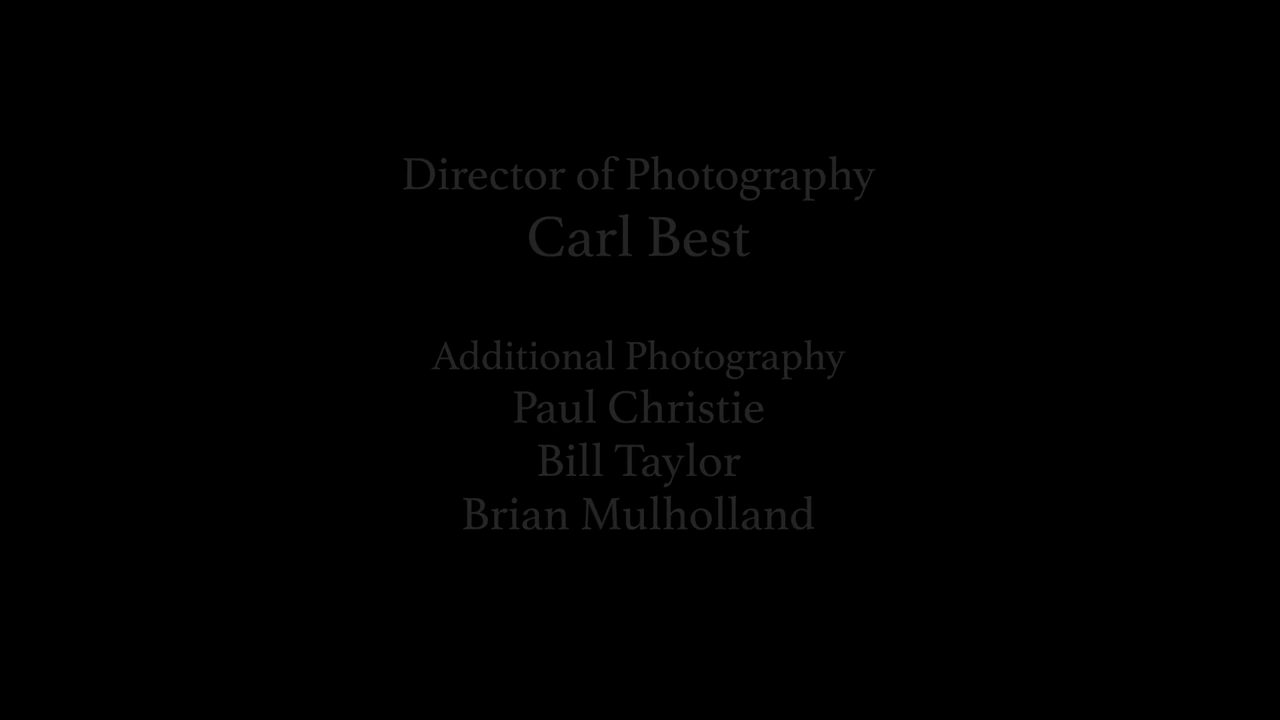 Director of Photography
Carl Best
Additional Photography
Paul Christie
Bill Taylor
Brian Mulholland